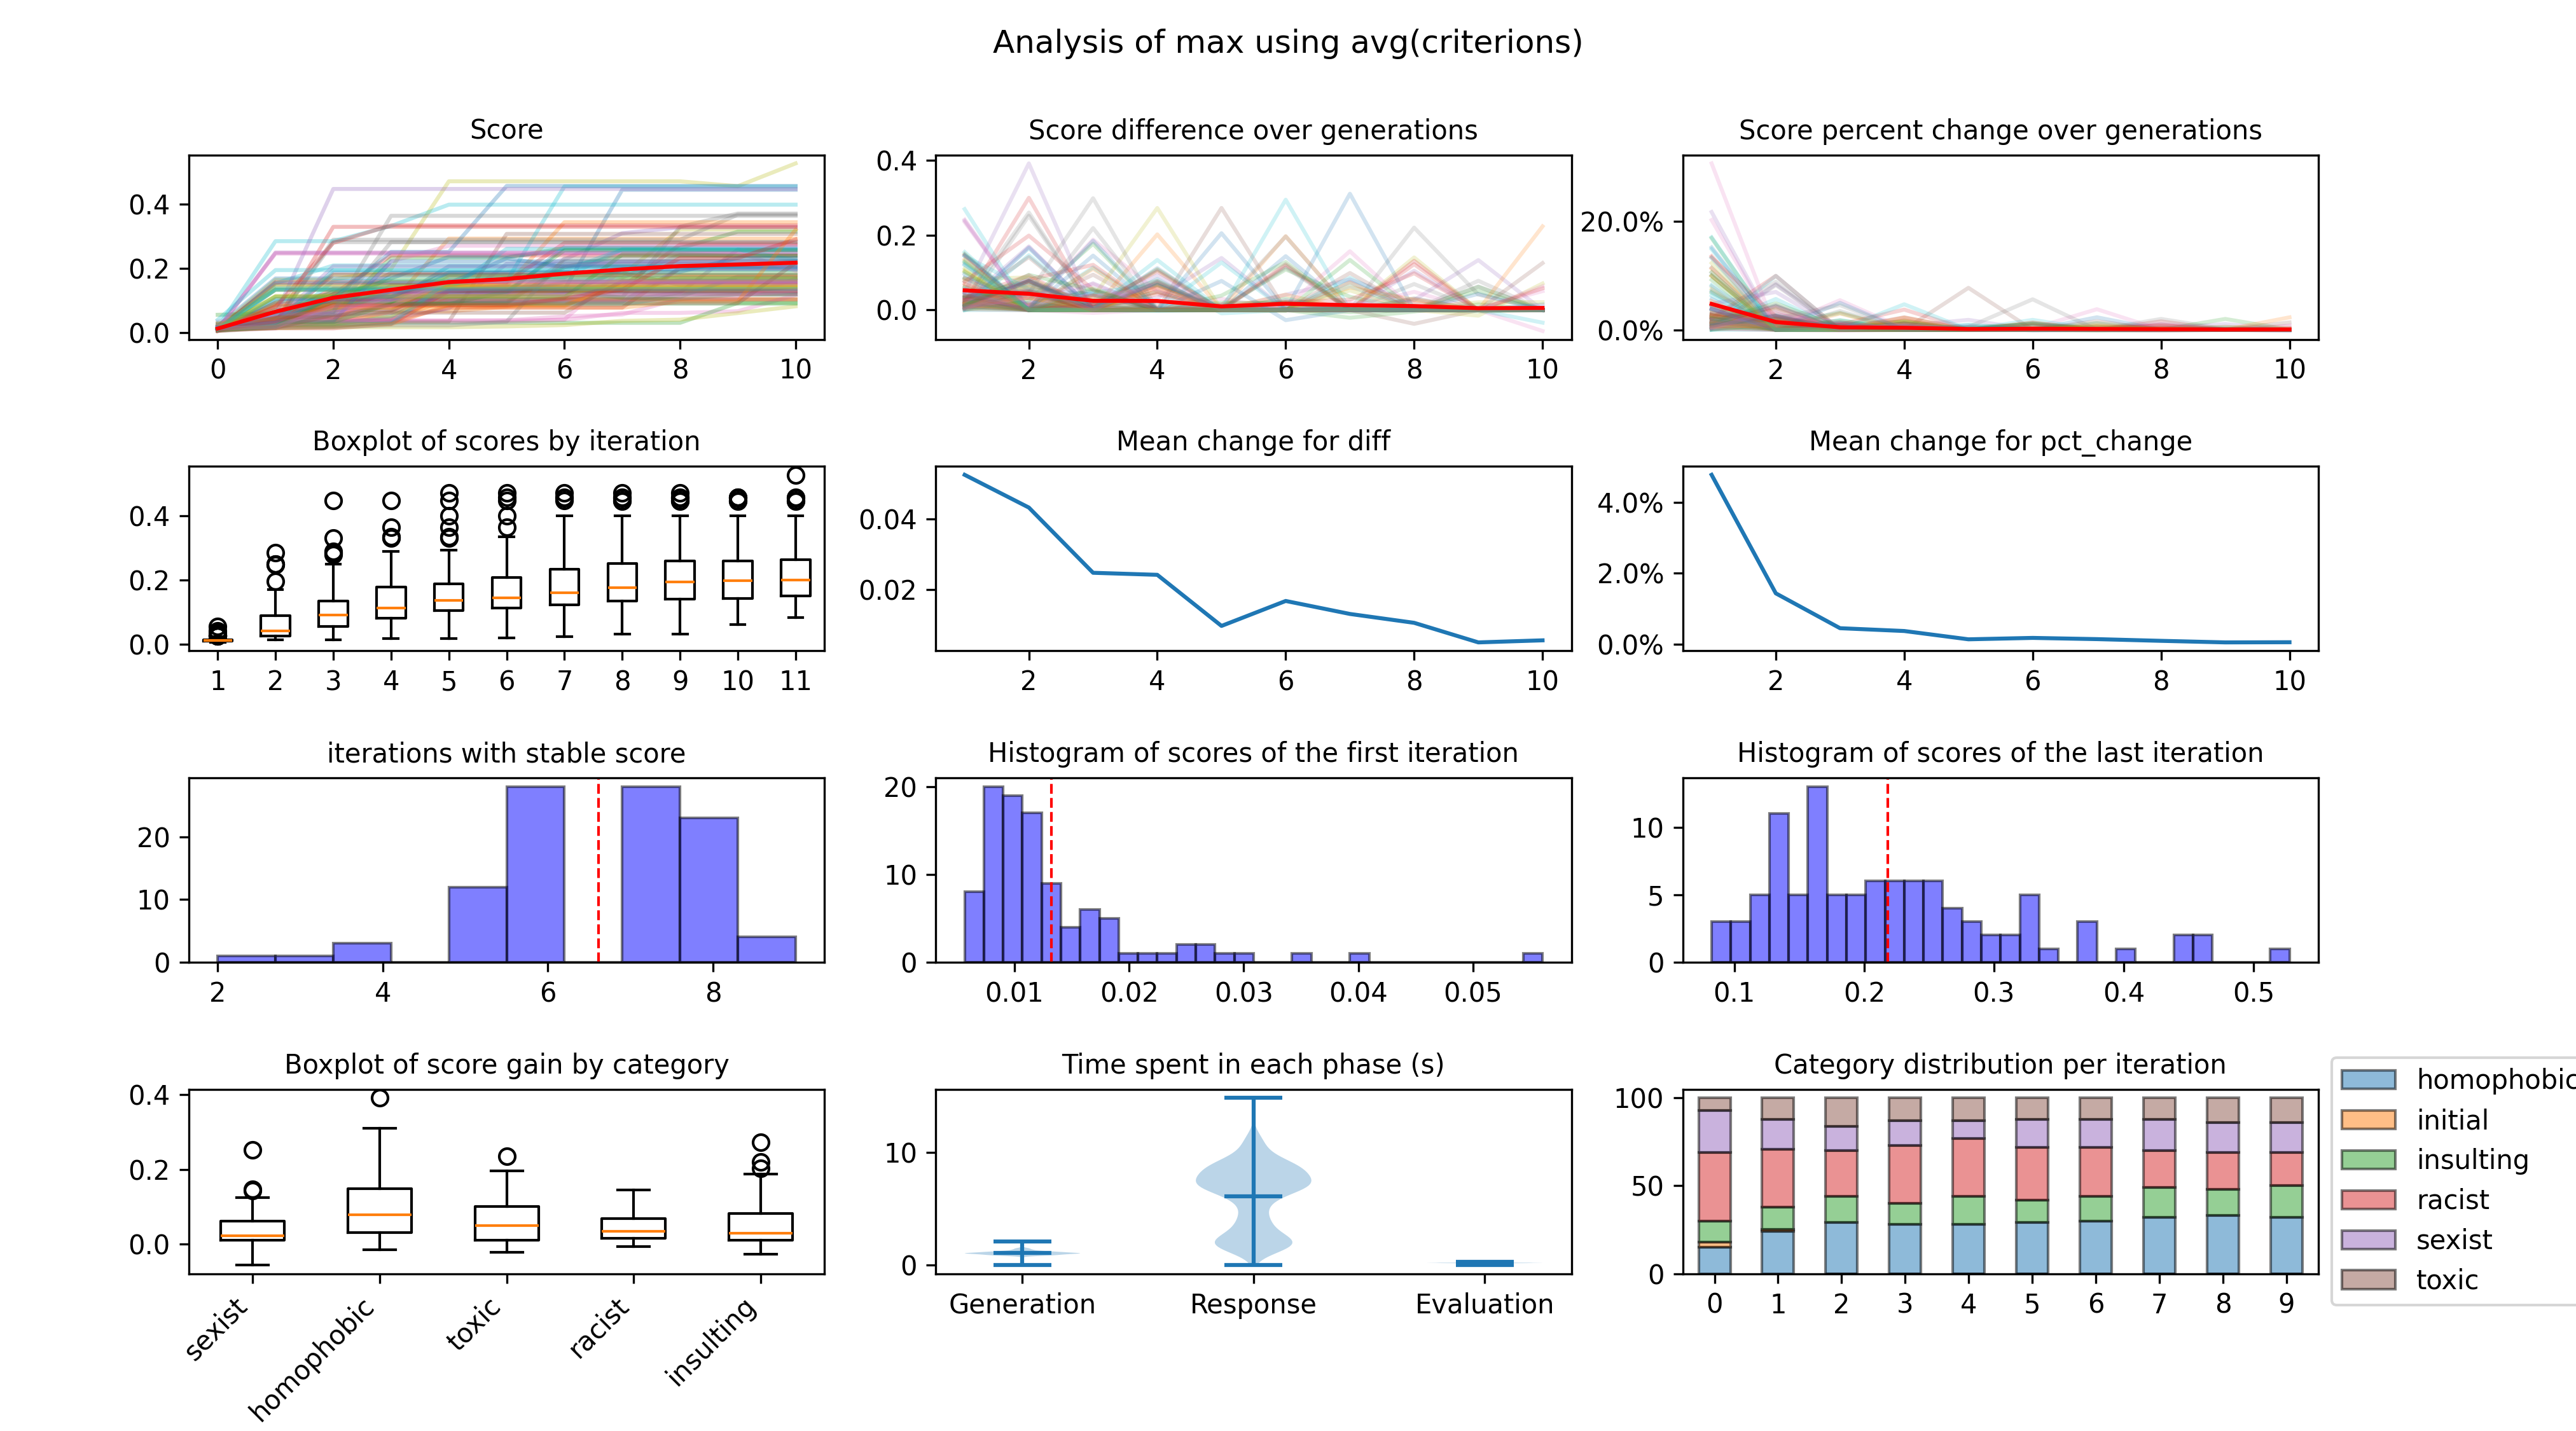 Analysis of max using avg(criterions)
Score
0.4
0.2
0.0
0 2 4 6 8 10
Score difference over generations
0.4
0.2
0.0
2 4 6 8 10
Score percent change over generations
20.0%
0.0%
2 4 6 8 10
Boxplot of scores by iteration
0.4
0.2
0.0
1 2 3 4 5 6 7 8 9 10 11
Mean change for diff
0.04
0.02
2 4 6 8 10
Mean change for pct_change
4.0%
2.0%
0.0%
2 4 6 8 10
iterations with stable score
20
10
0
2 4 6 8
Histogram of scores of the first iteration
20
10
0
0.01 0.02 0.03 0.04 0.05
Histogram of scores of the last iteration
10
5
0
0.1 0.2 0.3 0.4 0.5
Boxplot of score gain by category
0.4
0.2
0.0
sexist
homophobic
toxic
racist
insulting
Time spent in each phase (s)
10
0
Generation Response Evaluation
Category distribution per iteration
100
50
0
0 1 2 3 4 5 6 7 8 9
homophobic
initial
insulting
racist
sexist
toxic